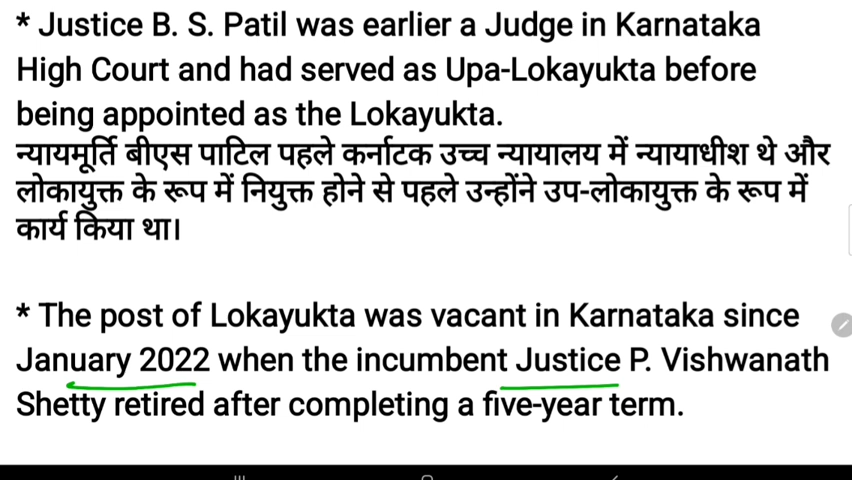 * Justice B. S. Patil was earlier a Judge in Karnataka
High Court and had served as Upa-Lokayukta before
being appointed as the Lokayukta.
न्यायमूर्ति बीएस पाटिल पहले कर्नाटक उच्च न्यायालय में न्यायाधीश थे और
लोकायुक्त के रूप में नियुक्त होने से पहले उन्होंने उप-लोकायुक्त के रूप में
कार्य किया था।
* The post of Lokayukta was vacant in Karnataka since
January 2022 when the incumbent Justice P. Vishwanath
Shetty retired after completing a five-year term.